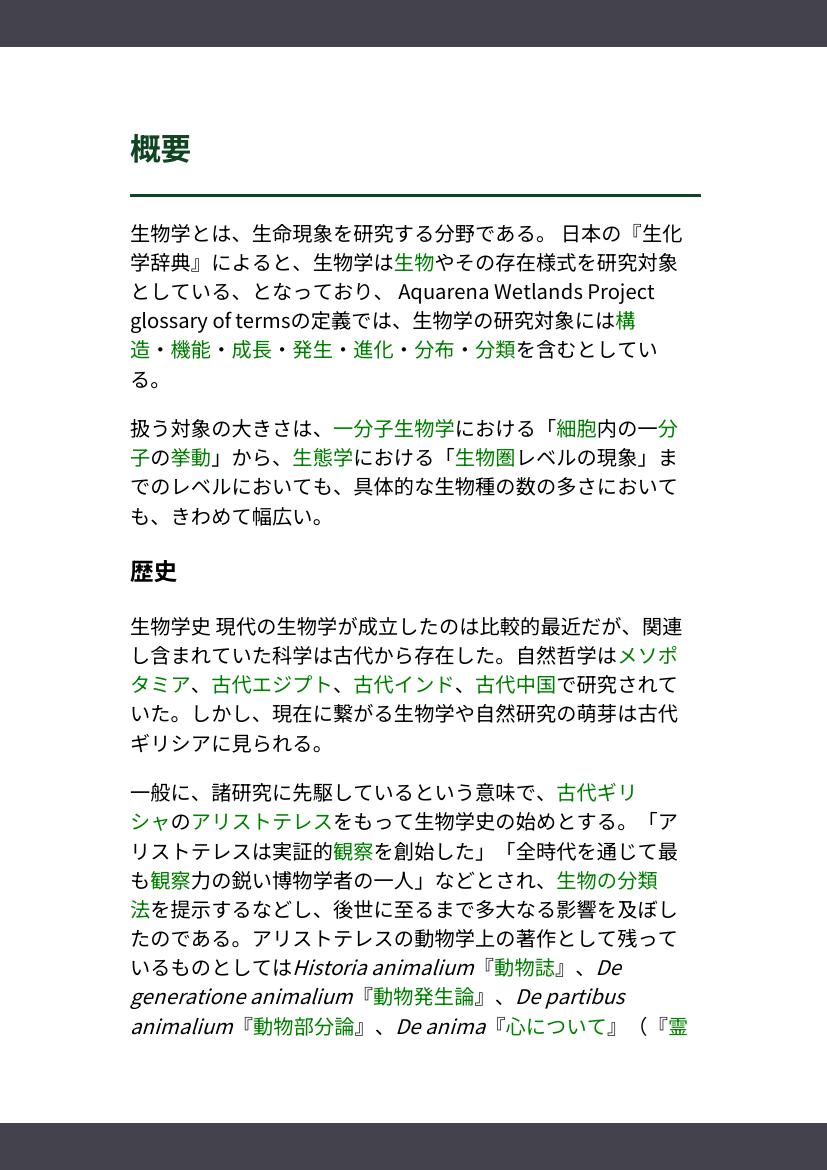 概要
生物学とは、生命現象を研究する分野である。 日本の『生化
学辞典』によると、生物学は生物やその存在様式を研究対象
としている、となっており、 Aquarena Wetlands Project
glossary of termsの定義では、生物学の研究対象には構
造・機能・成長・発生・進化・分布・分類を含むとしてい
る。
扱う対象の大きさは、一分子生物学における「細胞内の一分
子の挙動」から、生態学における「生物圏レベルの現象」ま
でのレベルにおいても、具体的な生物種の数の多さにおいて
も、きわめて幅広い。
歴史
生物学史 現代の生物学が成立したのは比較的最近だが、関連
し含まれていた科学は古代から存在した。自然哲学はメソポ
タミア、古代エジプト、古代インド、古代中国で研究されて
いた。しかし、現在に繋がる生物学や自然研究の萌芽は古代
ギリシアに見られる。
一般に、諸研究に先駆しているという意味で、古代ギリ
シャのアリストテレスをもって生物学史の始めとする。「ア
リストテレスは実証的観察を創始した」「全時代を通じて最
も観察力の鋭い博物学者の一人」などとされ、生物の分類
法を提示するなどし、後世に至るまで多大なる影響を及ぼし
たのである。アリストテレスの動物学上の著作として残って
いるものとしてはHistoria animalium『動物誌』、De
generatione animalium『動物発生論』、De partibus
animalium『動物部分論』、De anima『心について』（『霊